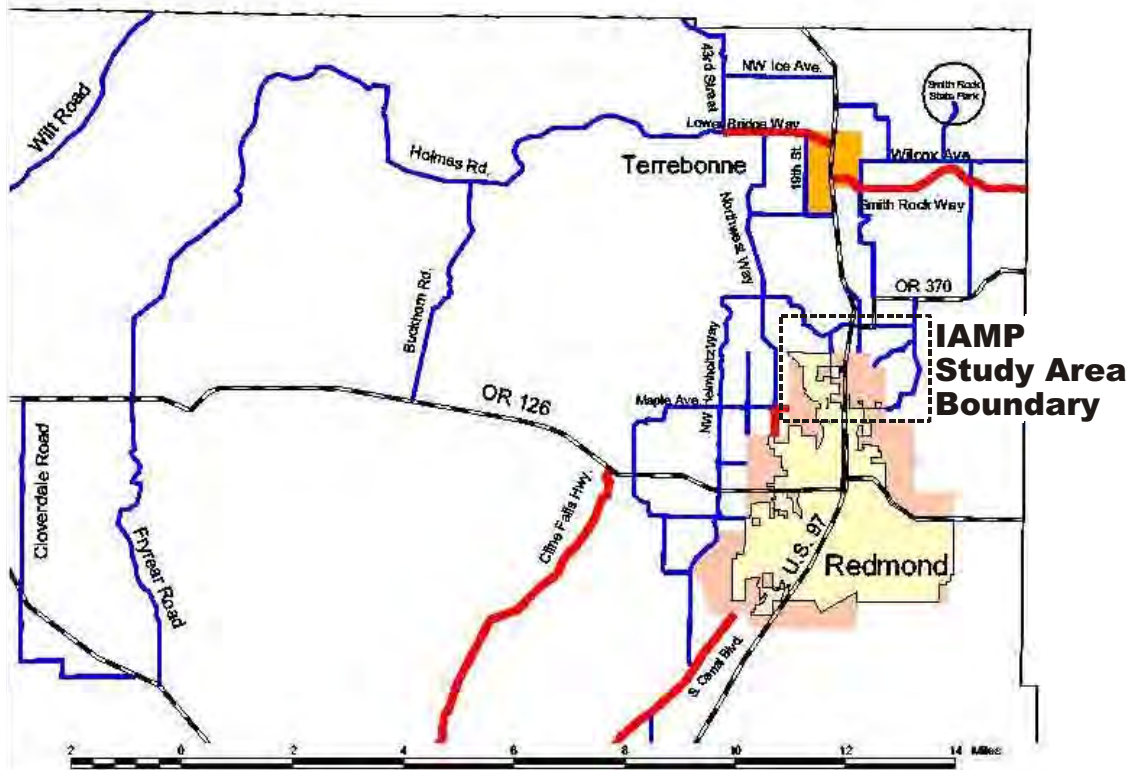 43rd Street
NW Ice Ave.
Smith Rock
State Park
Wilt Road
Lower Bridge Way
Holmes Rd.
Terrebonne
19th St.
Wilcox Ave
Smith Rock Way
Northwest Way
OR 370
Buckhorn Rd.
IAMP
Study Area
Boundary
NW Helmholtz Way
OR 126
Maple Ave.
Cloverdale Road
Fryrear Road
Cline Falls Hwy.
U.S. 97
Redmond
S. Canal Blvd.
2 0 2 4 6 8 10 12 14 Miles